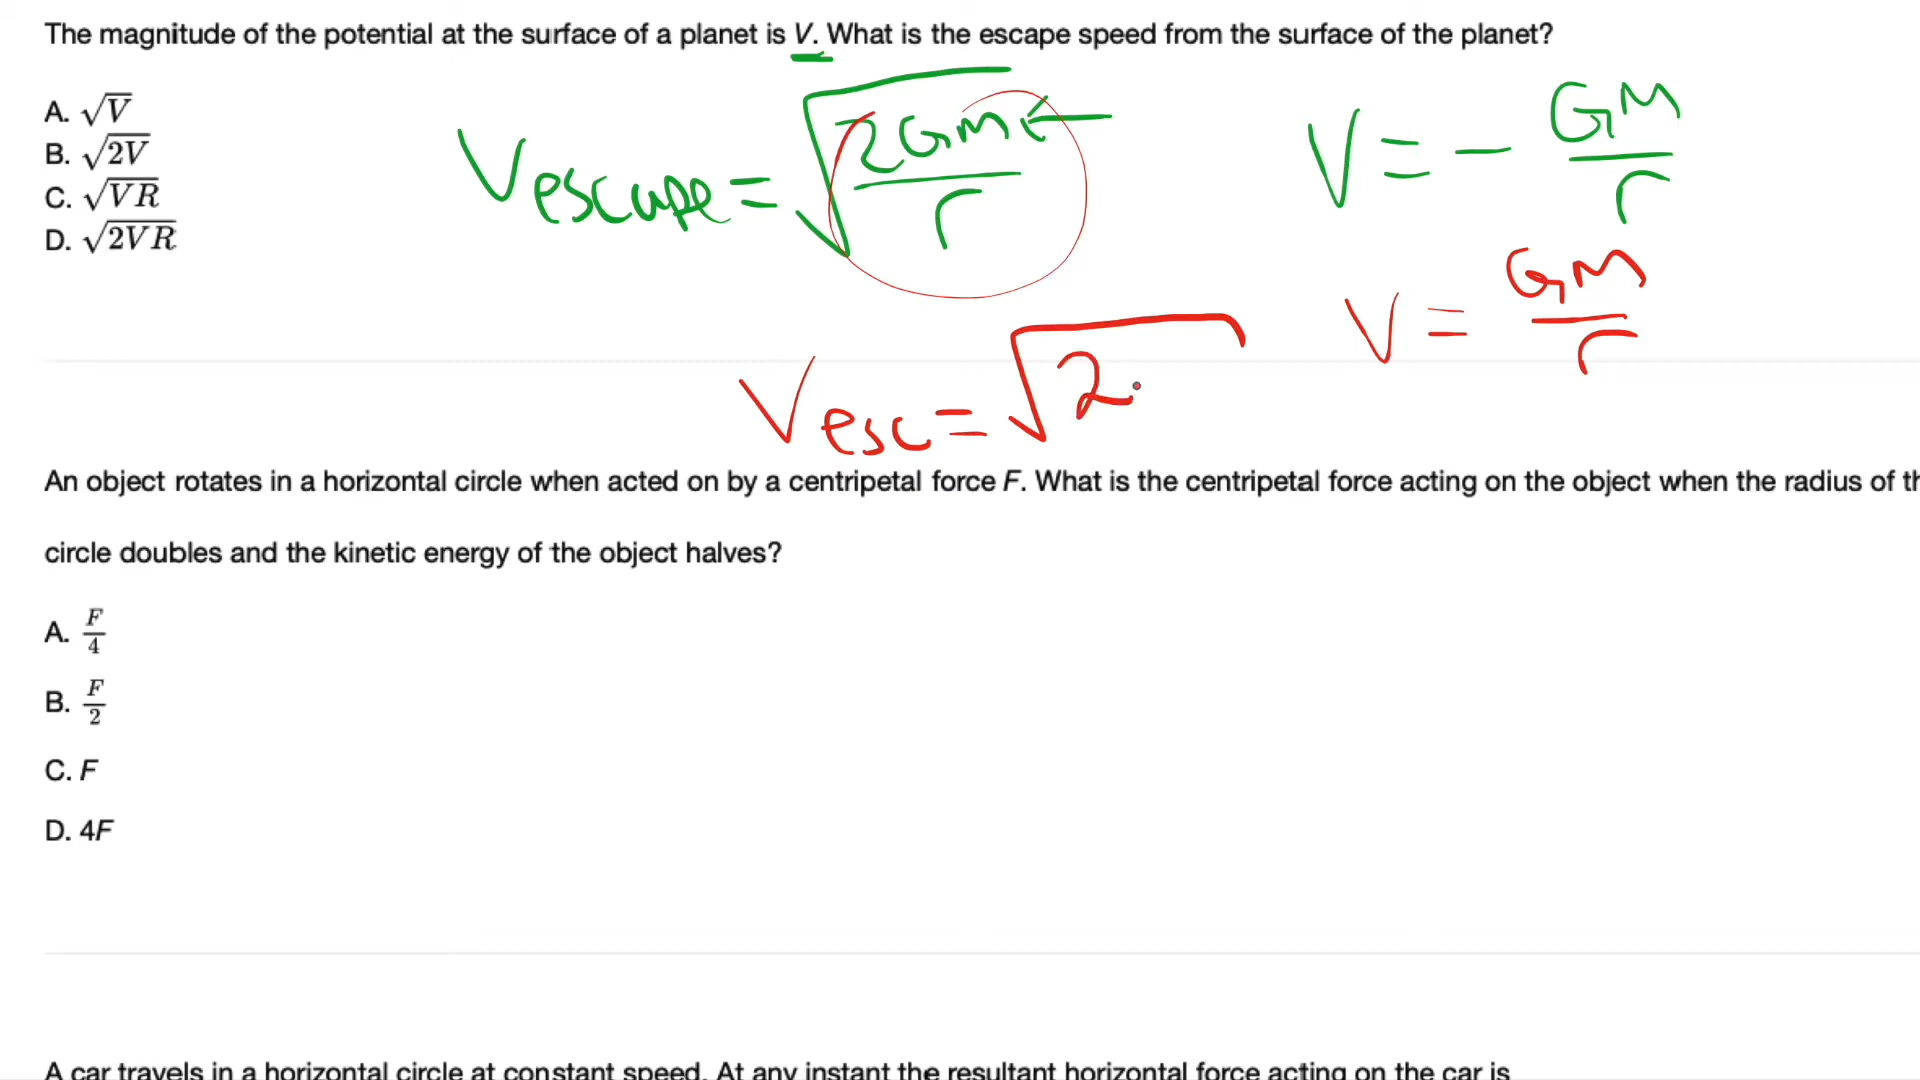 The magnitude of the potential at the surface of a planet is V. What is the escape speed from the surface of the planet?
A. √V
B. √2V
C. √VR
D. √2VR
Vescape = √2GM/r
V = - GM/r
V = GM/r
Vesc = √2
An object rotates in a horizontal circle when acted on by a centripetal force F. What is the centripetal force acting on the object when the radius of th
circle doubles and the kinetic energy of the object halves?
A. F/4
B. F/2
C. F
D. 4F
A car travels in a horizontal circle at constant speed. At any instant the resultant horizontal force acting on the car is